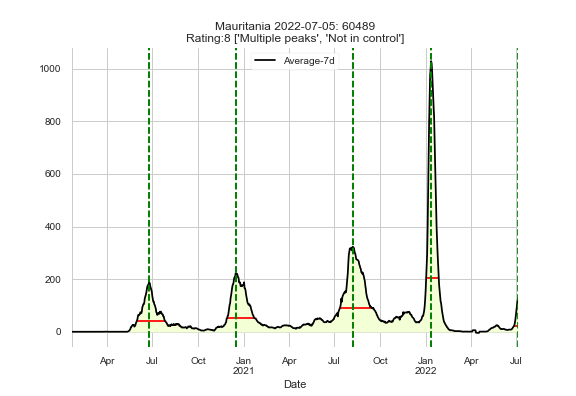 Mauritania 2022-07-05: 60489
Rating:8 ['Multiple peaks', 'Not in control']
Average-7d
1000
800
600
400
200
0
Apr Jul Oct Jan Apr Jul Oct Jan Apr Jul
2021 2022
Date